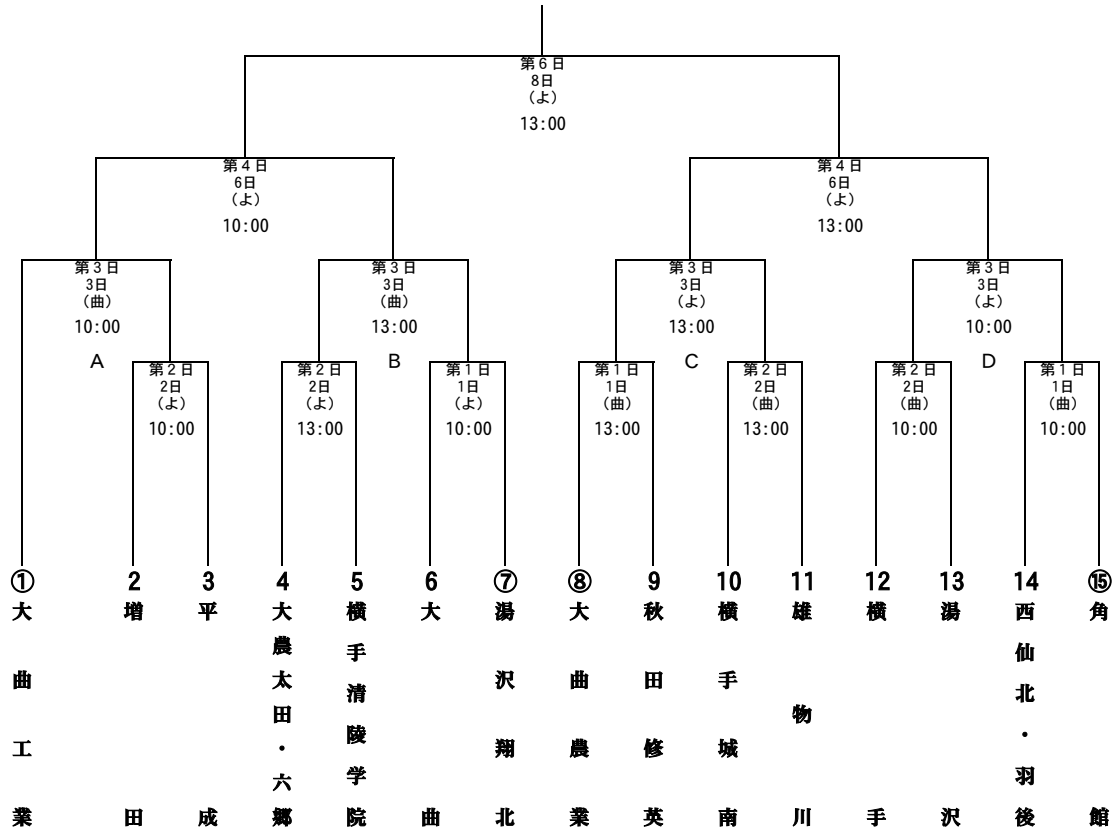 第６日
8日
（よ）
13:00
第４日
6日
（よ）
10:00
第４日
6日
（よ）
13:00
第３日
3日
（曲）
10:00
A
第３日
3日
（曲）
13:00
B
第３日
3日
（よ）
13:00
C
第３日
3日
（よ）
10:00
D
第２日
2日
（よ）
10:00
第２日
2日
（よ）
13:00
第１日
1日
（よ）
10:00
第１日
1日
（曲）
13:00
第２日
2日
（曲）
13:00
第２日
2日
（曲）
10:00
第１日
1日
（曲）
10:00
①
大曲工業
2
増田
3
平成
4
大農太田・六郷
5
横手清陵学院
6
大曲
⑦
湯沢翔北
⑧
大曲農業
9
秋田修英
10
横手城南
11
雄物川
12
横手
13
湯沢
14
西仙北・羽後
⑮
角館